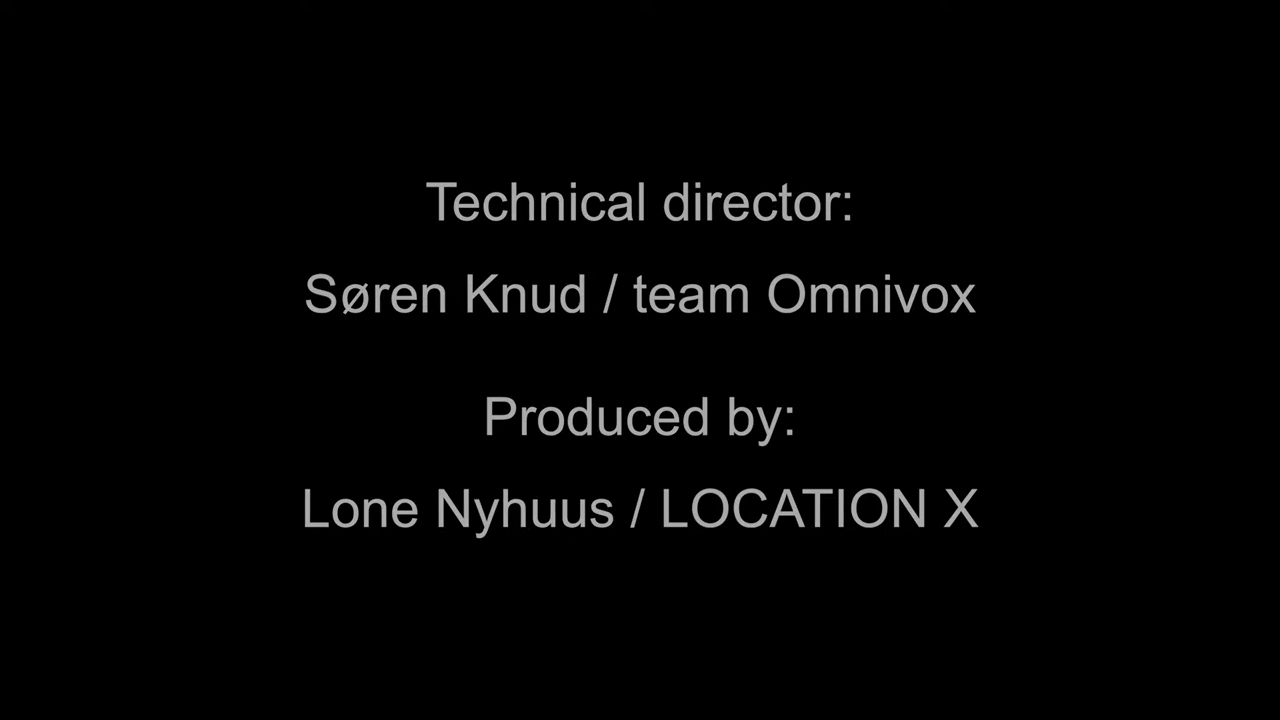 Technical director:
Søren Knud / team Omnivox
Produced by:
Lone Nyhuus / LOCATION X